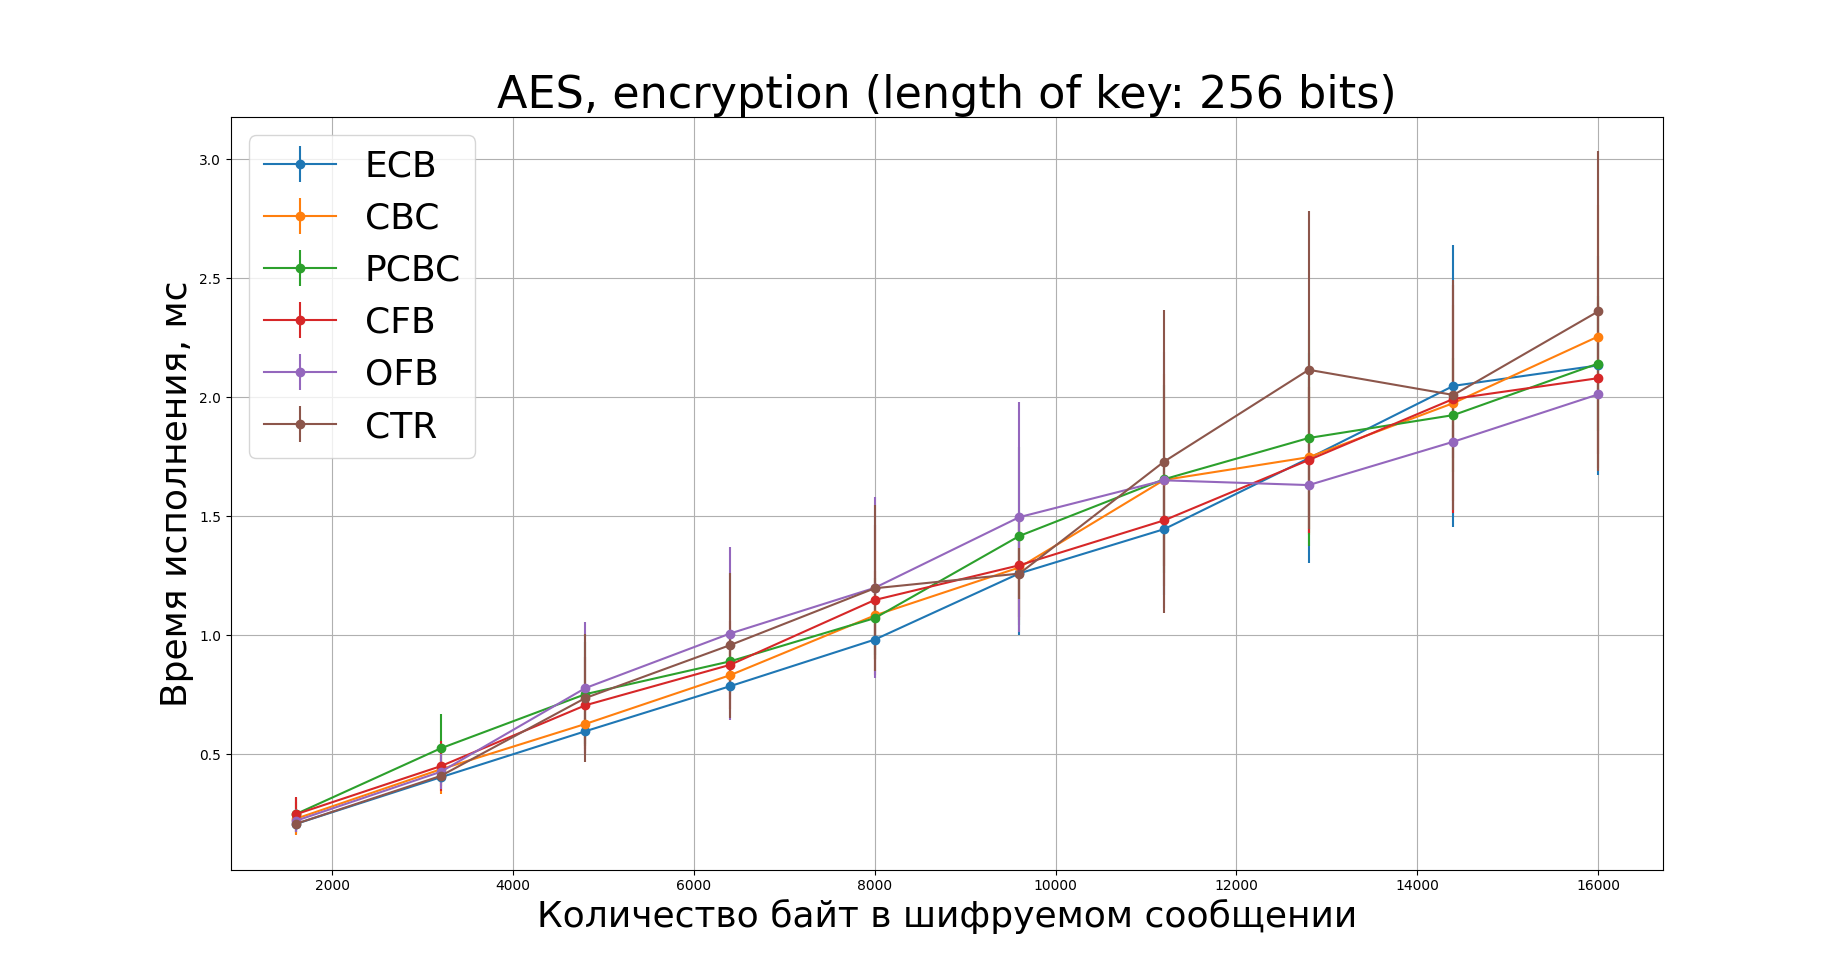 AES, encryption (length of key: 256 bits)
ECB
CBC
PCBC
CFB
OFB
CTR
Время исполнения, мс
3.0
2.5
2.0
1.5
1.0
0.5
2000 4000 6000 8000 10000 12000 14000 16000
Количество байт в шифруемом сообщении